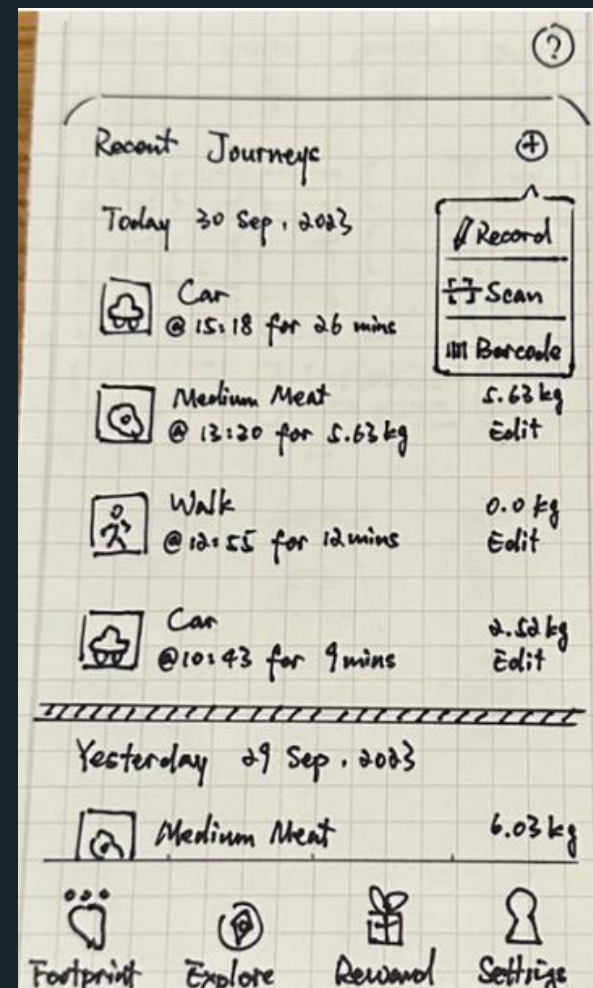 ?
Recent Journeys
Today 30 Sep, 2023
Record
Scan
Barcode
Car
@ 15:18 for 26 mins
Medium Meat 5.63 kg
@ 13:20 for 5.63kg Edit
Walk 0.0 kg
@ 12:55 for 12 mins Edit
Car 2.52 kg
@10:43 for 9 mins Edit
Yesterday 29 Sep, 2023
Medium Meat 6.03 kg
Footprint Explore Reward Settings